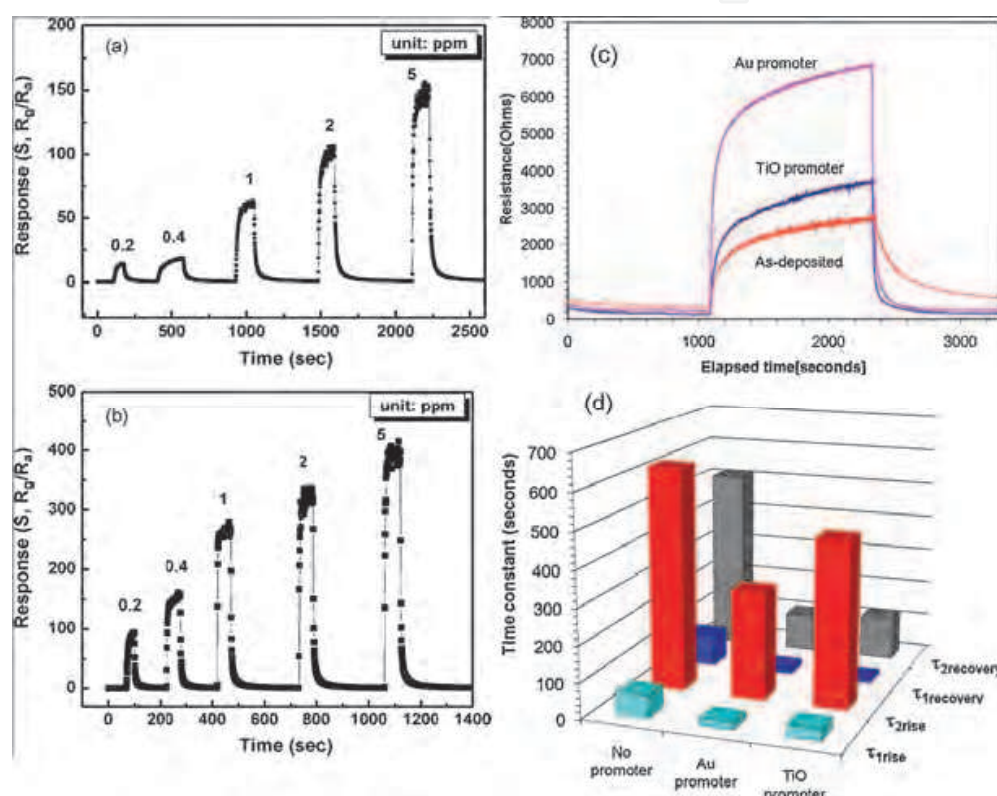 (a)
unit: ppm
Response (S, Rg/Ra)
200
150
100
50
0
0.2
0.4
1
2
5
0 500 1000 1500 2000 2500
Time (sec)
(b)
unit: ppm
Response (S, Rg/Ra)
500
400
300
200
100
0
0.2
0.4
1
2
5
0 200 400 600 800 1000 1200 1400
Time (sec)
(c)
Resistance[Ohms]
8000
7000
6000
5000
4000
3000
2000
1000
0
Au promoter
TiO promoter
As-deposited
0 1000 2000 3000
Elapsed time[seconds]
(d)
Time constant (seconds)
700
600
500
400
300
200
100
0
No
promoter
Au
promoter
TiO
promoter
τ2recovery
τ1recovery
τ2rise
τ1rise